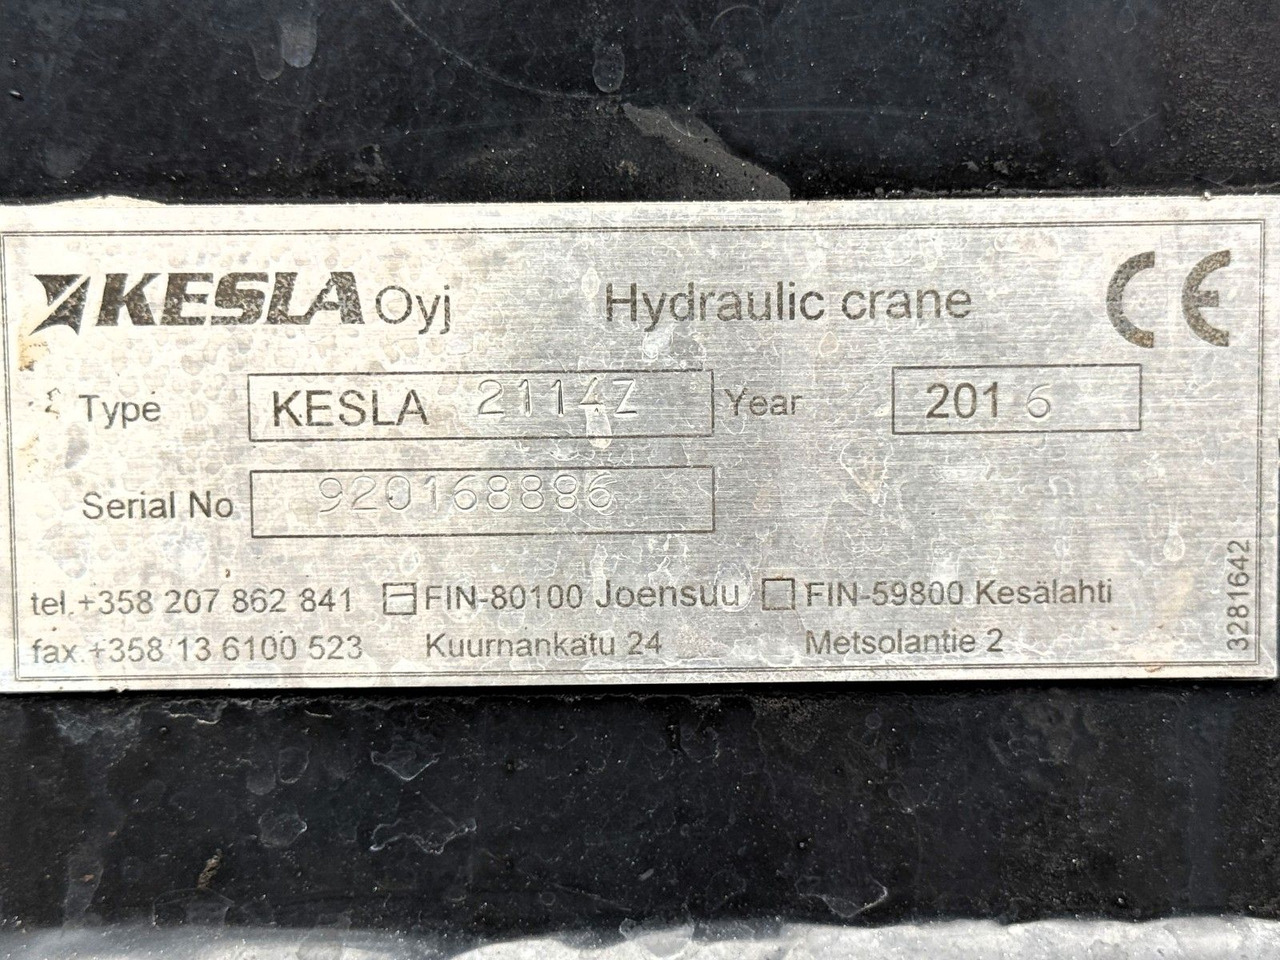 KESLA Oyj Hydraulic crane CE
Type KESLA 2114Z Year 2016
Serial No 920168886
tel.+358 207 862 841 FIN-80100 Joensuu FIN-59800 Kesälahti
fax.+358 13 6100 523 Kuurnankatu 24 Metsolantie 2
3281642